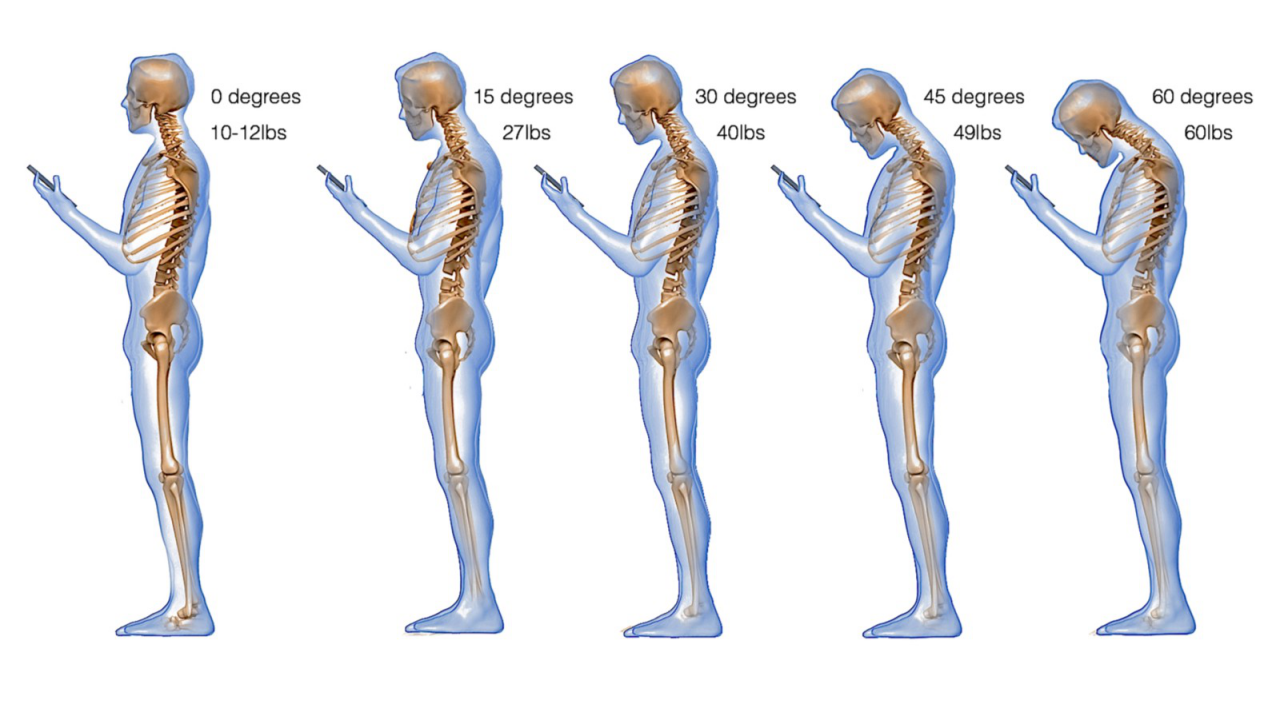 0 degrees
10-12lbs
15 degrees
27lbs
30 degrees
40lbs
45 degrees
49lbs
60 degrees
60lbs